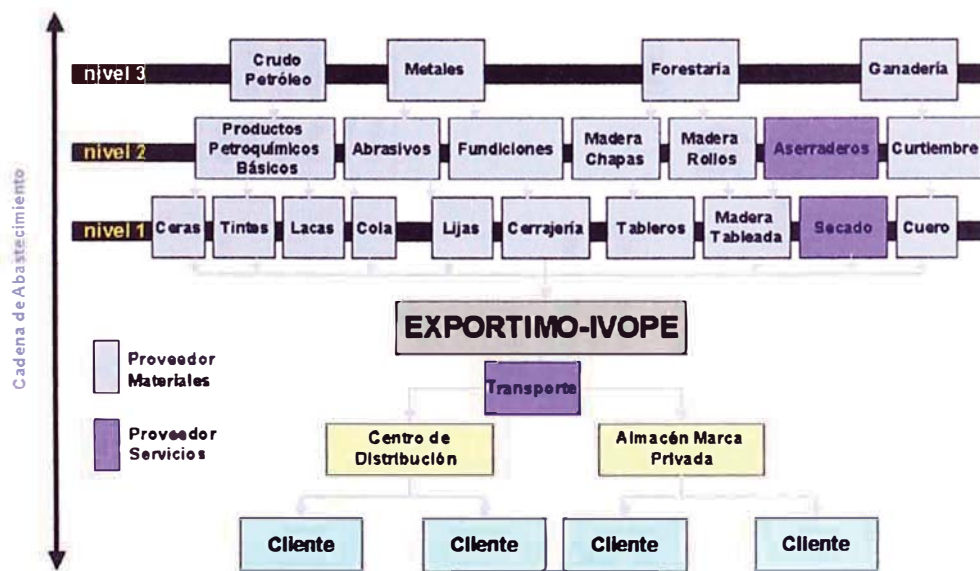 Cadena de Abastecimiento
nivel 3
Crudo
Petróleo
Metales
Forestaría
Ganadería
nivel 2
Productos
Petroquímicos
Básicos
Abrasivos
Fundiciones
Madera
Chapas
Madera
Rollos
Aserraderos
Curtiembre
nivel 1
Ceras
Tintes
Lacas
Cola
Lijas
Cerrajería
Tableros
Madera
Tableada
Secado
Cuero
EXPORTIMO-IVOPE
Proveedor
Materiales
Transporte
Proveedor
Servicios
Centro de
Distribución
Almacén Marca
Privada
Cliente
Cliente
Cliente
Cliente